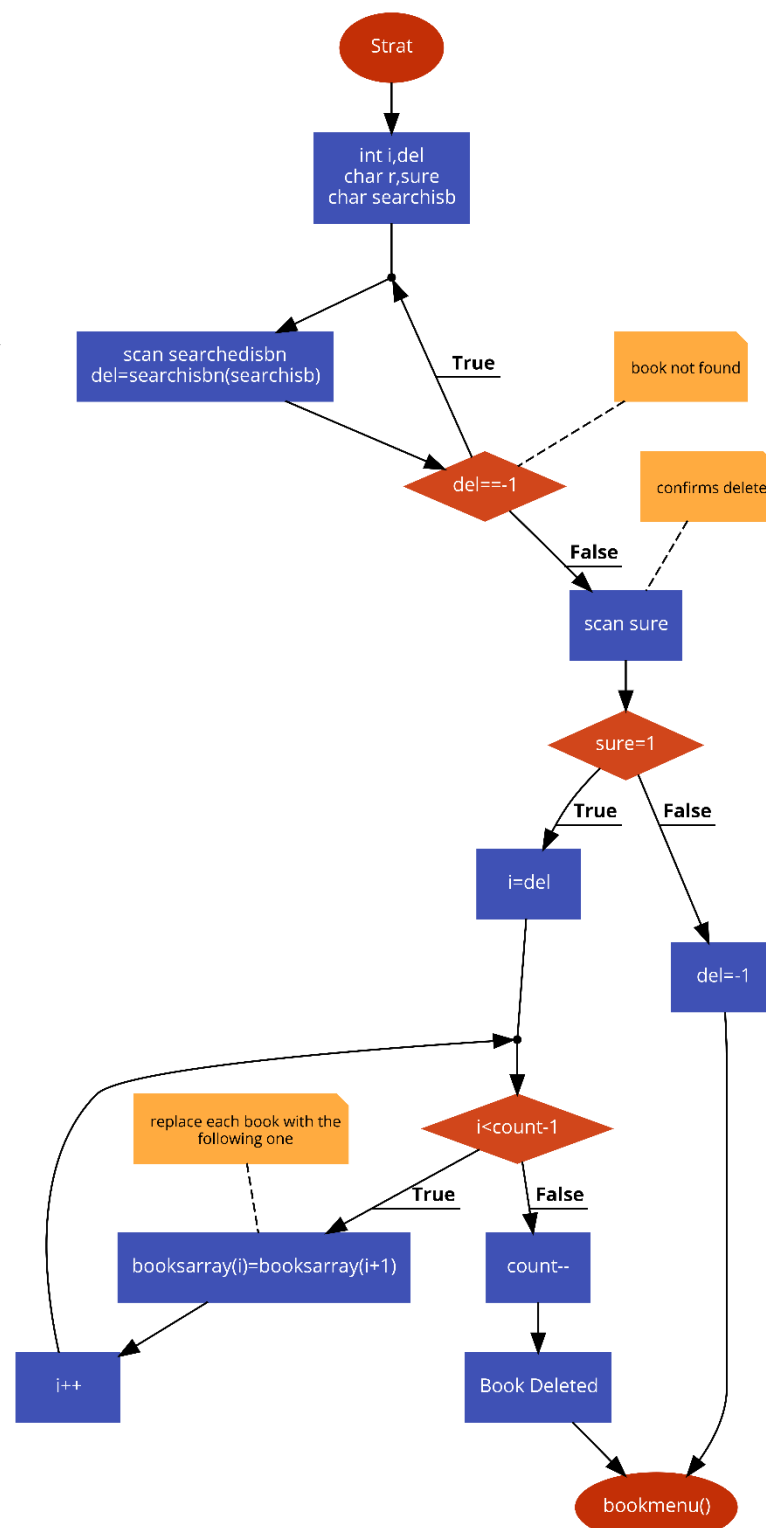 Strat
int i,del
char r,sure
char searchisb
scan searchedisbn
del=searchisbn(searchisb)
True
book not found
del==-1
confirms delete
False
scan sure
sure=1
True
False
i=del
del=-1
replace each book with the
following one
i<count-1
True
False
booksarray(i)=booksarray(i+1)
count--
i++
Book Deleted
bookmenu()